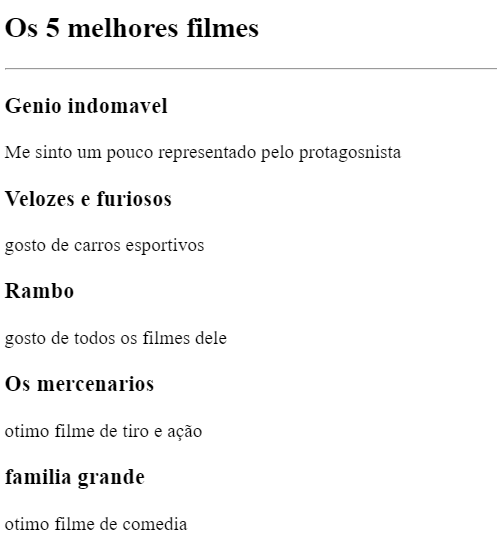 Os 5 melhores filmes
Genio indomavel
Me sinto um pouco representado pelo protagosnista
Velozes e furiosos
gosto de carros esportivos
Rambo
gosto de todos os filmes dele
Os mercenarios
otimo filme de tiro e ação
familia grande
otimo filme de comedia